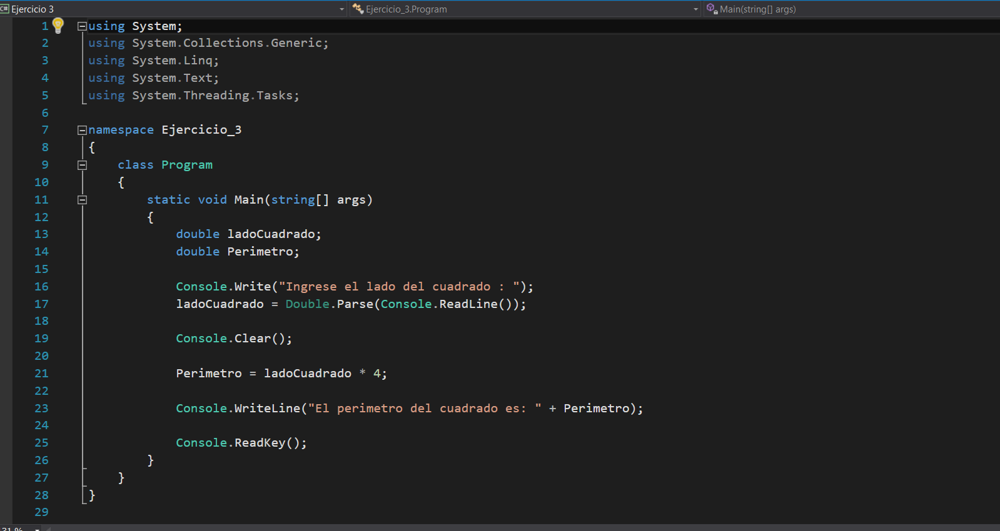 C# Ejercicio 3 Ejercicio_3.Program Main(string[] args)
1 using System;
2 using System.Collections.Generic;
3 using System.Linq;
4 using System.Text;
5 using System.Threading.Tasks;
6
7 namespace Ejercicio_3
8 {
9 class Program
10 {
11 static void Main(string[] args)
12 {
13 double ladoCuadrado;
14 double Perimetro;
15
16 Console.Write("Ingrese el lado del cuadrado : ");
17 ladoCuadrado = Double.Parse(Console.ReadLine());
18
19 Console.Clear();
20
21 Perimetro = ladoCuadrado * 4;
22
23 Console.WriteLine("El perimetro del cuadrado es: " + Perimetro);
24
25 Console.ReadKey();
26 }
27 }
28 }
29